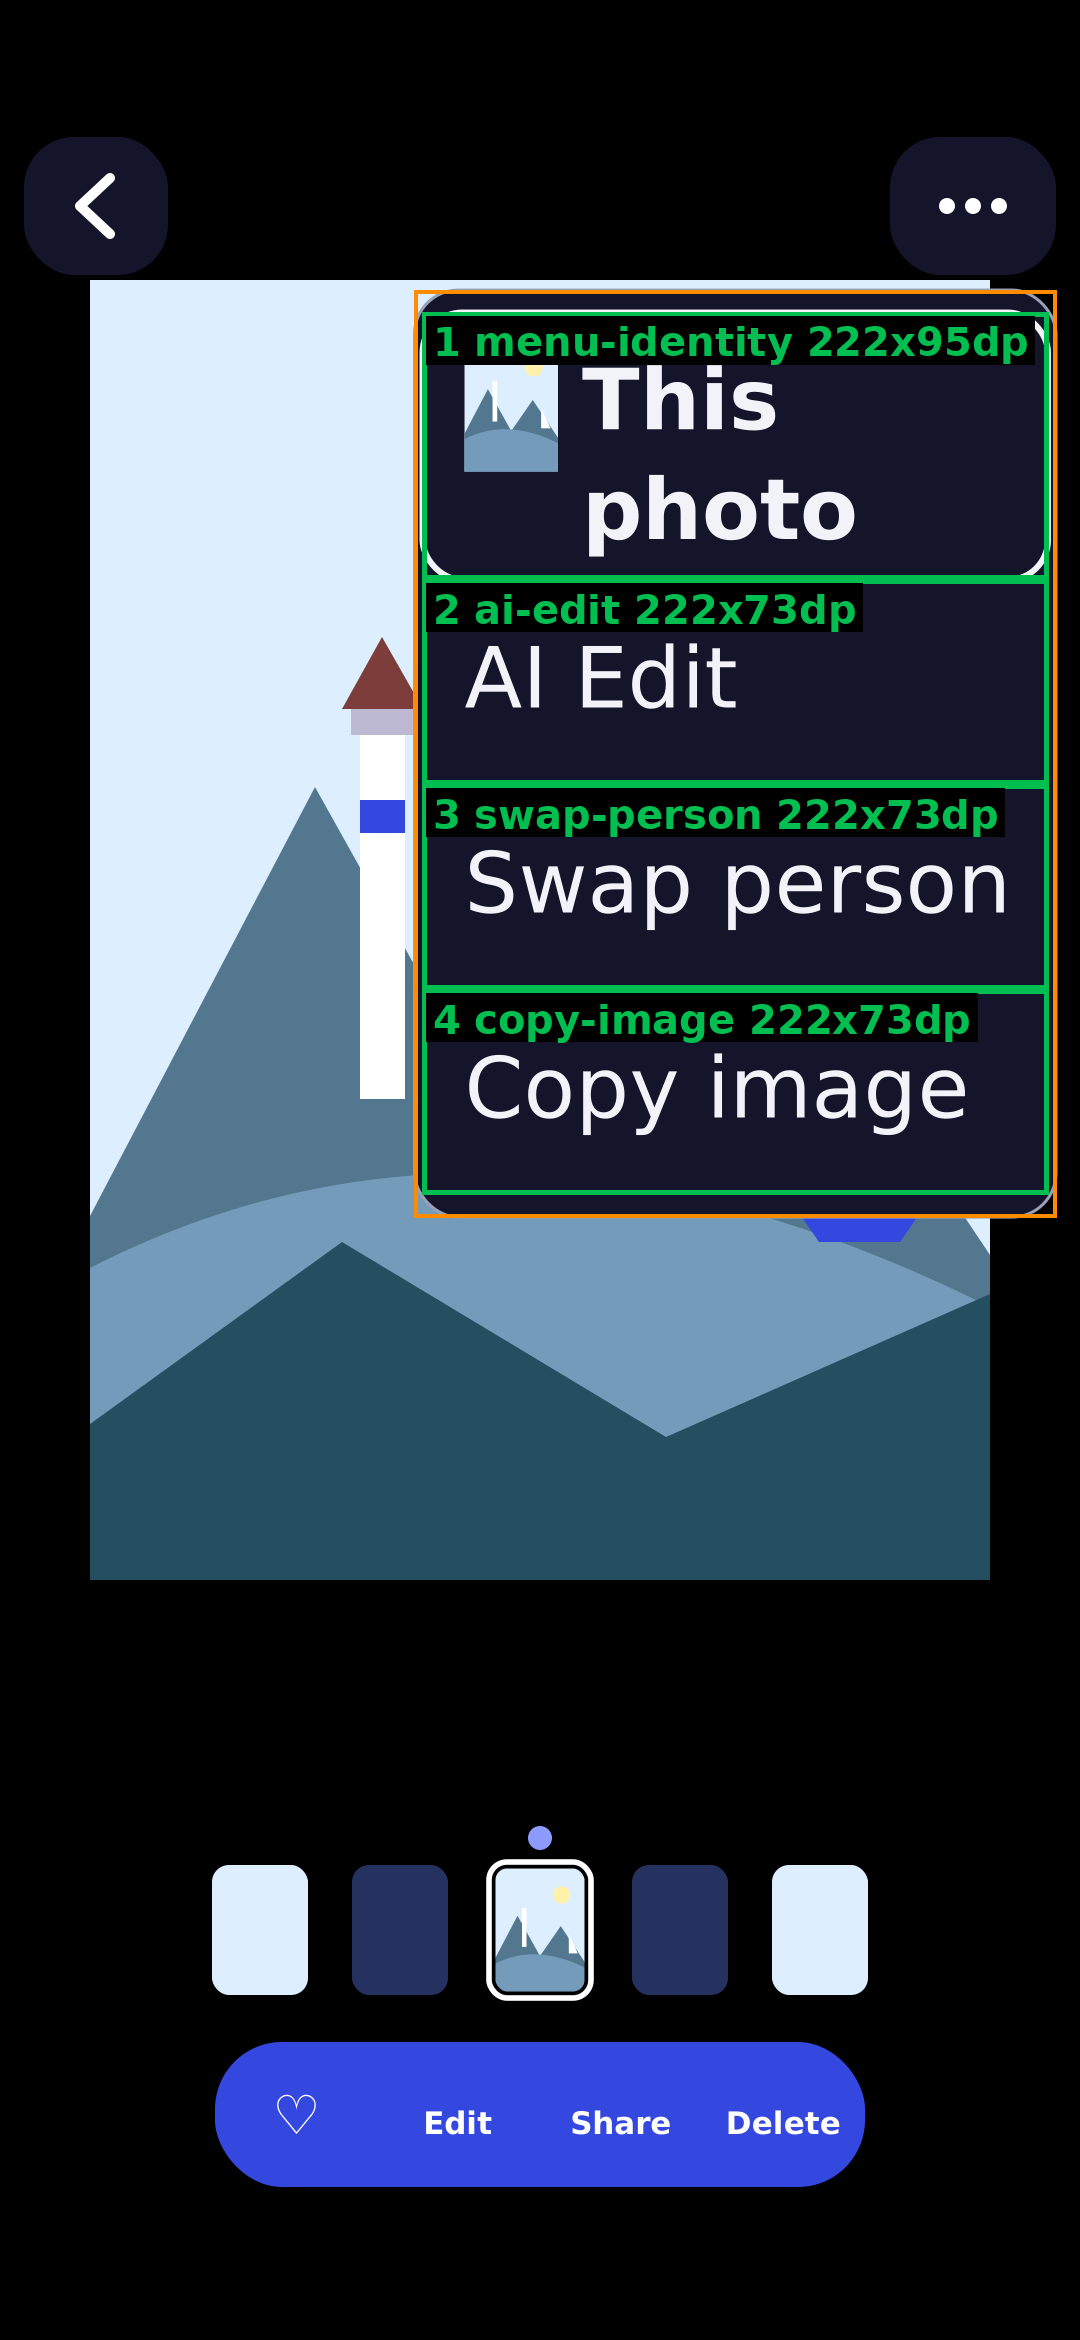 1 menu-identity 222x95dp
This
photo
2 ai-edit 222x73dp
AI Edit
3 swap-person 222x73dp
Swap person
4 copy-image 222x73dp
Copy image
♡ Edit Share Delete